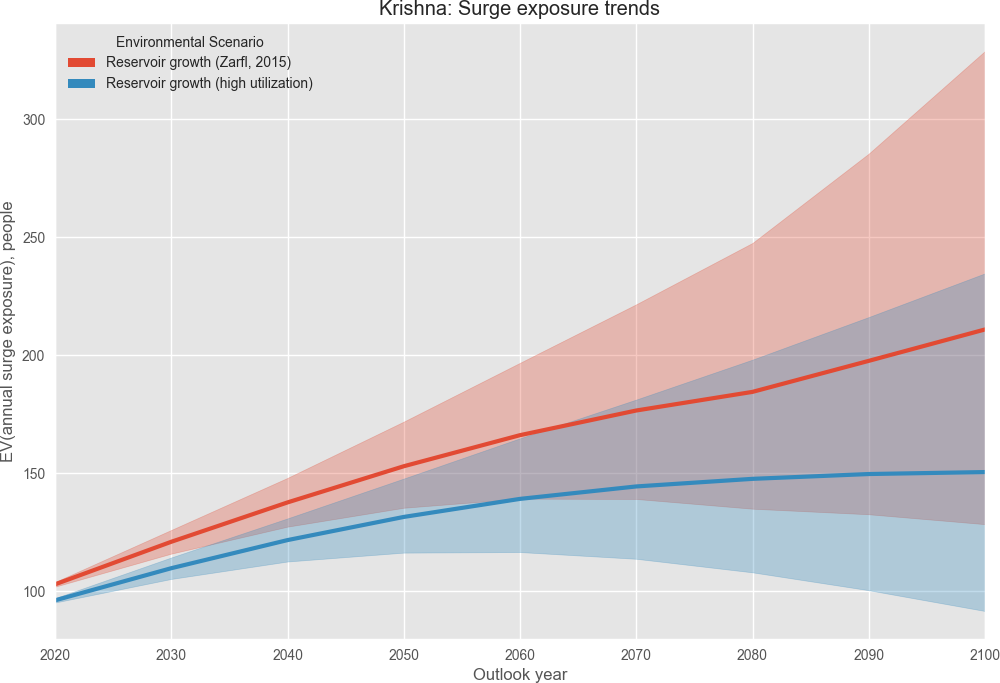 Krishna: Surge exposure trends
Environmental Scenario
Reservoir growth (Zarfl, 2015)
Reservoir growth (high utilization)
EV(annual surge exposure), people
300
250
200
150
100
2020 2030 2040 2050 2060 2070 2080 2090 2100
Outlook year